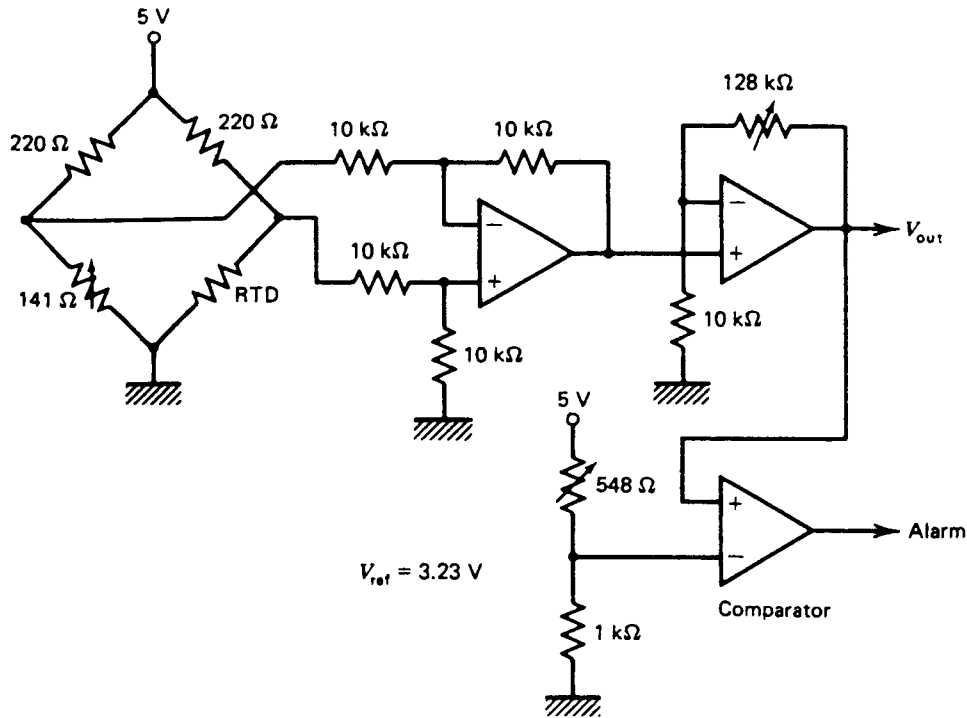 5 V
220 Ω
220 Ω
141 Ω
RTD
10 kΩ
10 kΩ
10 kΩ
10 kΩ
−
+
128 kΩ
−
+
10 kΩ
V_out
5 V
548 Ω
V_ref = 3.23 V
1 kΩ
+
−
Alarm
Comparator